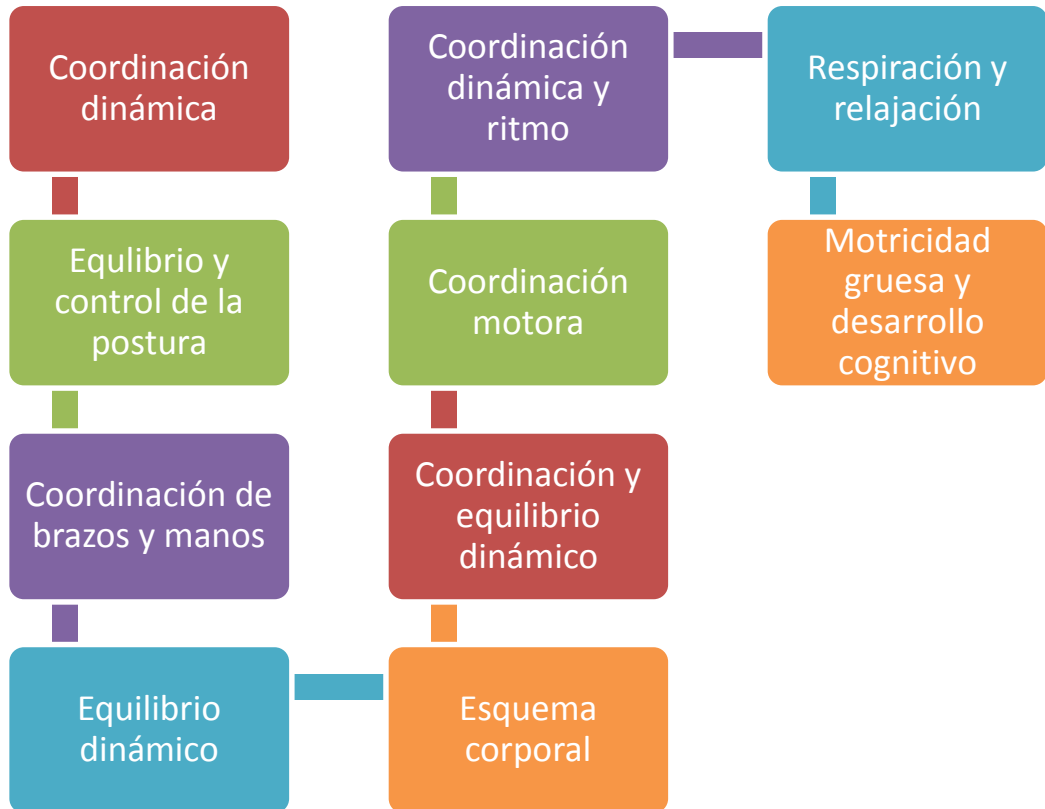 Coordinación
dinámica
Equlibrio y
control de la
postura
Coordinación de
brazos y manos
Equilibrio
dinámico
Esquema
corporal
Coordinación y
equilibrio
dinámico
Coordinación
motora
Coordinación
dinámica y
ritmo
Respiración y
relajación
Motricidad
gruesa y
desarrollo
cognitivo